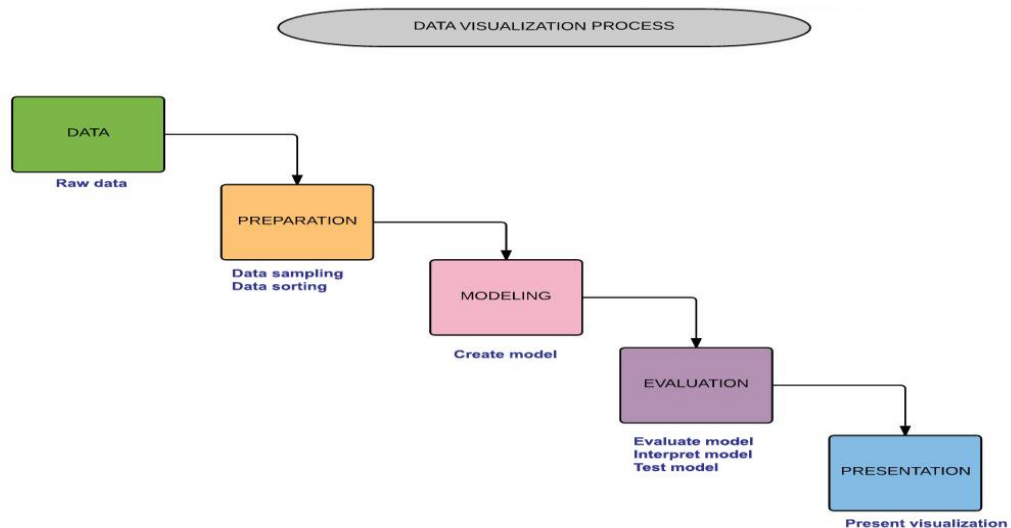 DATA VISUALIZATION PROCESS
DATA
Raw data
PREPARATION
Data sampling
Data sorting
MODELING
Create model
EVALUATION
Evaluate model
Interpret model
Test model
PRESENTATION
Present visualization